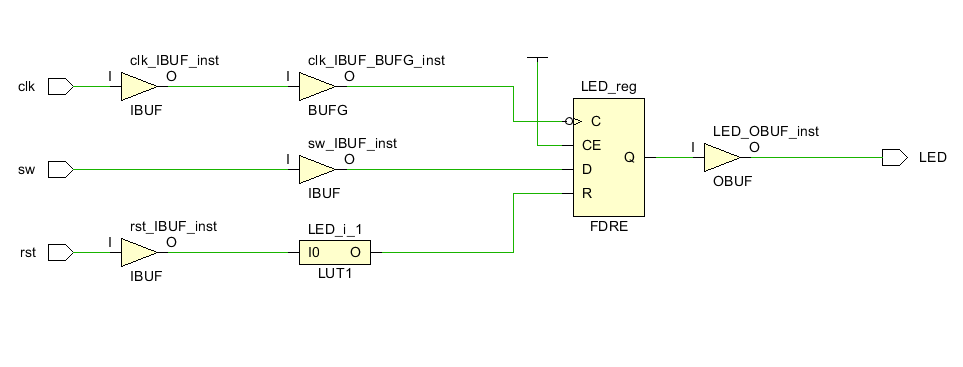 clk_IBUF_inst
clk_IBUF_BUFG_inst
clk
I
O
I
O
IBUF
BUFG
LED_reg
C
CE
D
R
Q
FDRE
sw_IBUF_inst
sw
I
O
IBUF
LED_OBUF_inst
I
O
OBUF
LED
rst_IBUF_inst
rst
I
O
IBUF
LED_i_1
I0
O
LUT1